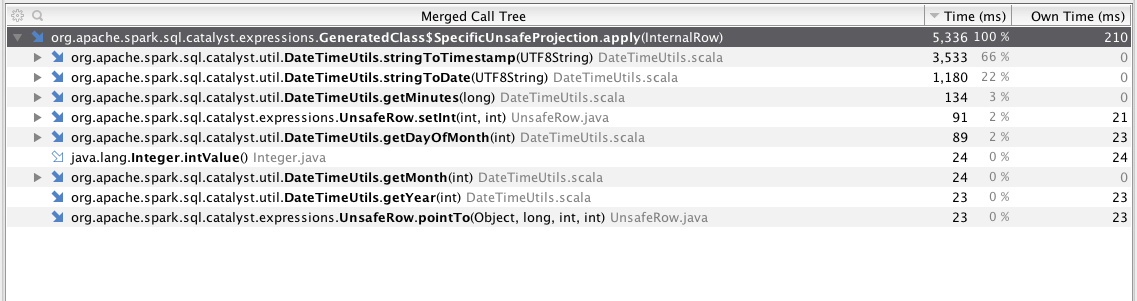 Merged Call Tree Time (ms) Own Time (ms)
org.apache.spark.sql.catalyst.expressions.GeneratedClass$SpecificUnsafeProjection.apply(InternalRow) 5,336 100 % 210
org.apache.spark.sql.catalyst.util.DateTimeUtils.stringToTimestamp(UTF8String) DateTimeUtils.scala 3,533 66 % 0
org.apache.spark.sql.catalyst.util.DateTimeUtils.stringToDate(UTF8String) DateTimeUtils.scala 1,180 22 % 0
org.apache.spark.sql.catalyst.util.DateTimeUtils.getMinutes(long) DateTimeUtils.scala 134 3 % 0
org.apache.spark.sql.catalyst.expressions.UnsafeRow.setInt(int, int) UnsafeRow.java 91 2 % 21
org.apache.spark.sql.catalyst.util.DateTimeUtils.getDayOfMonth(int) DateTimeUtils.scala 89 2 % 23
java.lang.Integer.intValue() Integer.java 24 0 % 24
org.apache.spark.sql.catalyst.util.DateTimeUtils.getMonth(int) DateTimeUtils.scala 24 0 % 0
org.apache.spark.sql.catalyst.util.DateTimeUtils.getYear(int) DateTimeUtils.scala 23 0 % 23
org.apache.spark.sql.catalyst.expressions.UnsafeRow.pointTo(Object, long, int, int) UnsafeRow.java 23 0 % 23